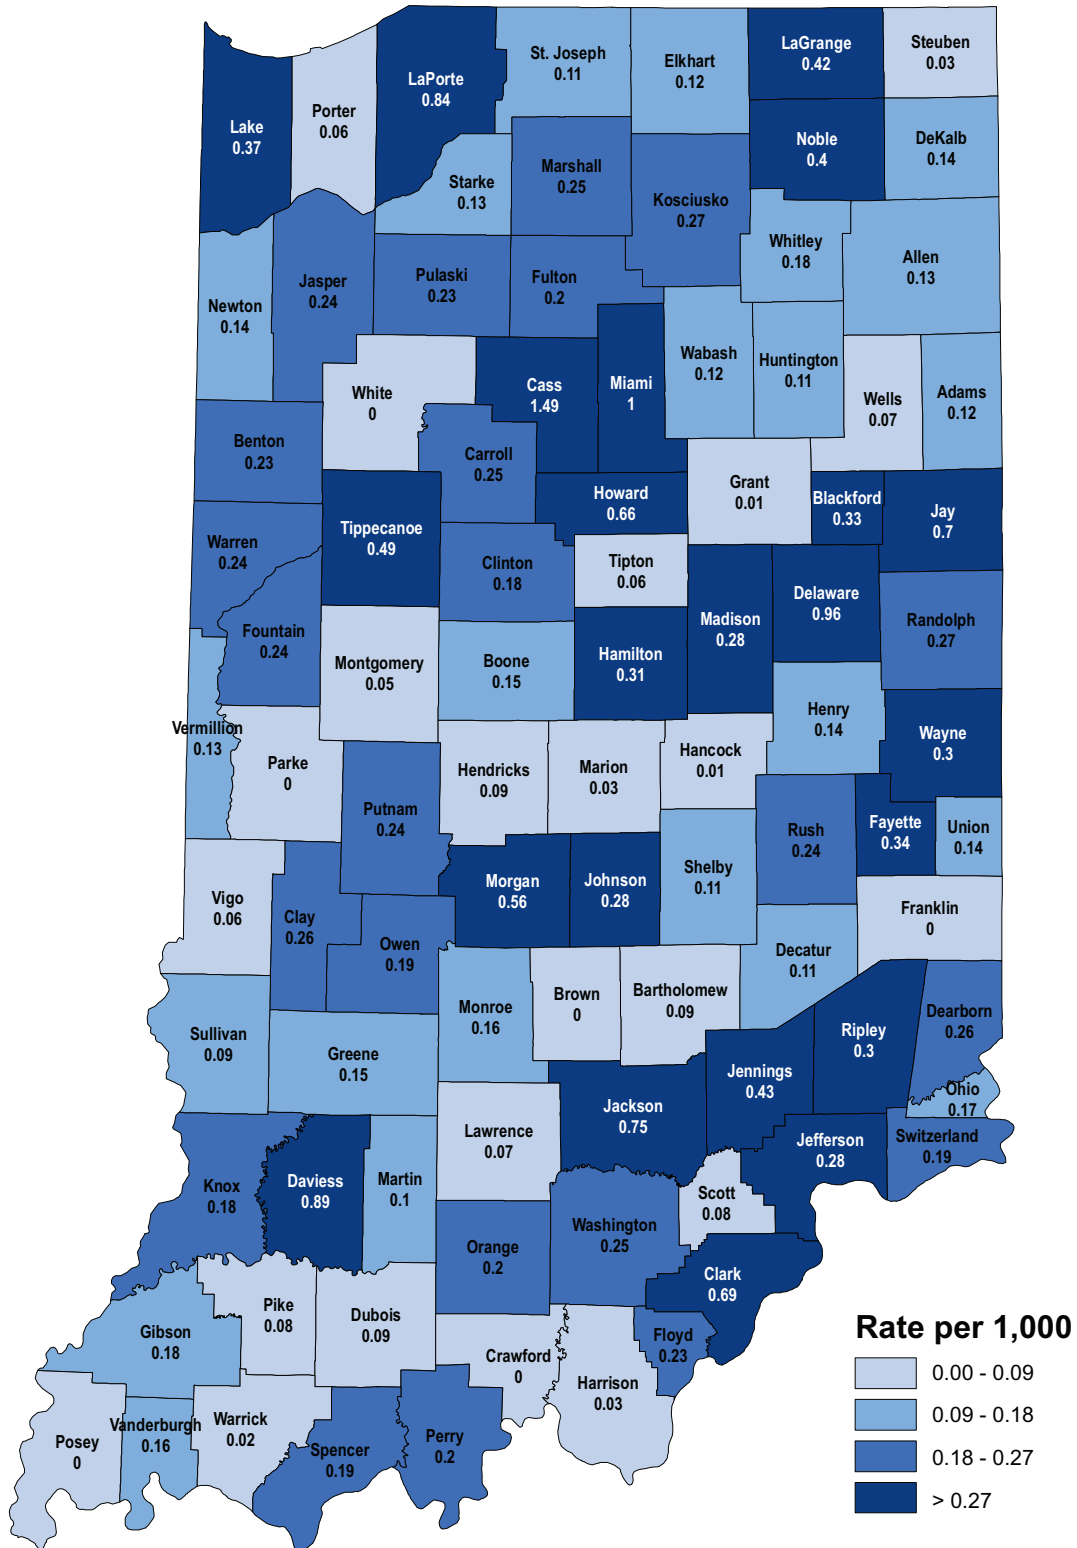 LaGrange
0.42
Steuben
0.03
St. Joseph
0.11
Elkhart
0.12
LaPorte
0.84
Porter
0.06
Lake
0.37
Noble
0.4
DeKalb
0.14
Marshall
0.25
Starke
0.13
Kosciusko
0.27
Whitley
0.18
Allen
0.13
Jasper
0.24
Pulaski
0.23
Fulton
0.2
Newton
0.14
Wabash
0.12
Huntington
0.11
Cass
1.49
Miami
1
White
0
Wells
0.07
Adams
0.12
Benton
0.23
Carroll
0.25
Grant
0.01
Howard
0.66
Blackford
0.33
Jay
0.7
Tippecanoe
0.49
Warren
0.24
Clinton
0.18
Tipton
0.06
Delaware
0.96
Madison
0.28
Randolph
0.27
Fountain
0.24
Montgomery
0.05
Boone
0.15
Hamilton
0.31
Henry
0.14
Vermillion
0.13
Wayne
0.3
Parke
0
Hendricks
0.09
Marion
0.03
Hancock
0.01
Putnam
0.24
Rush
0.24
Fayette
0.34
Union
0.14
Shelby
0.11
Morgan
0.56
Johnson
0.28
Vigo
0.06
Clay
0.26
Franklin
0
Owen
0.19
Decatur
0.11
Monroe
0.16
Brown
0
Bartholomew
0.09
Dearborn
0.26
Ripley
0.3
Sullivan
0.09
Greene
0.15
Jennings
0.43
Ohio
0.17
Jackson
0.75
Lawrence
0.07
Jefferson
0.28
Switzerland
0.19
Knox
0.18
Daviess
0.89
Martin
0.1
Scott
0.08
Washington
0.25
Orange
0.2
Clark
0.69
Pike
0.08
Dubois
0.09
Gibson
0.18
Floyd
0.23
Crawford
0
Harrison
0.03
Posey
0
Vanderburgh
0.16
Warrick
0.02
Spencer
0.19
Perry
0.2
Rate per 1,000
0.00 - 0.09
0.09 - 0.18
0.18 - 0.27
> 0.27